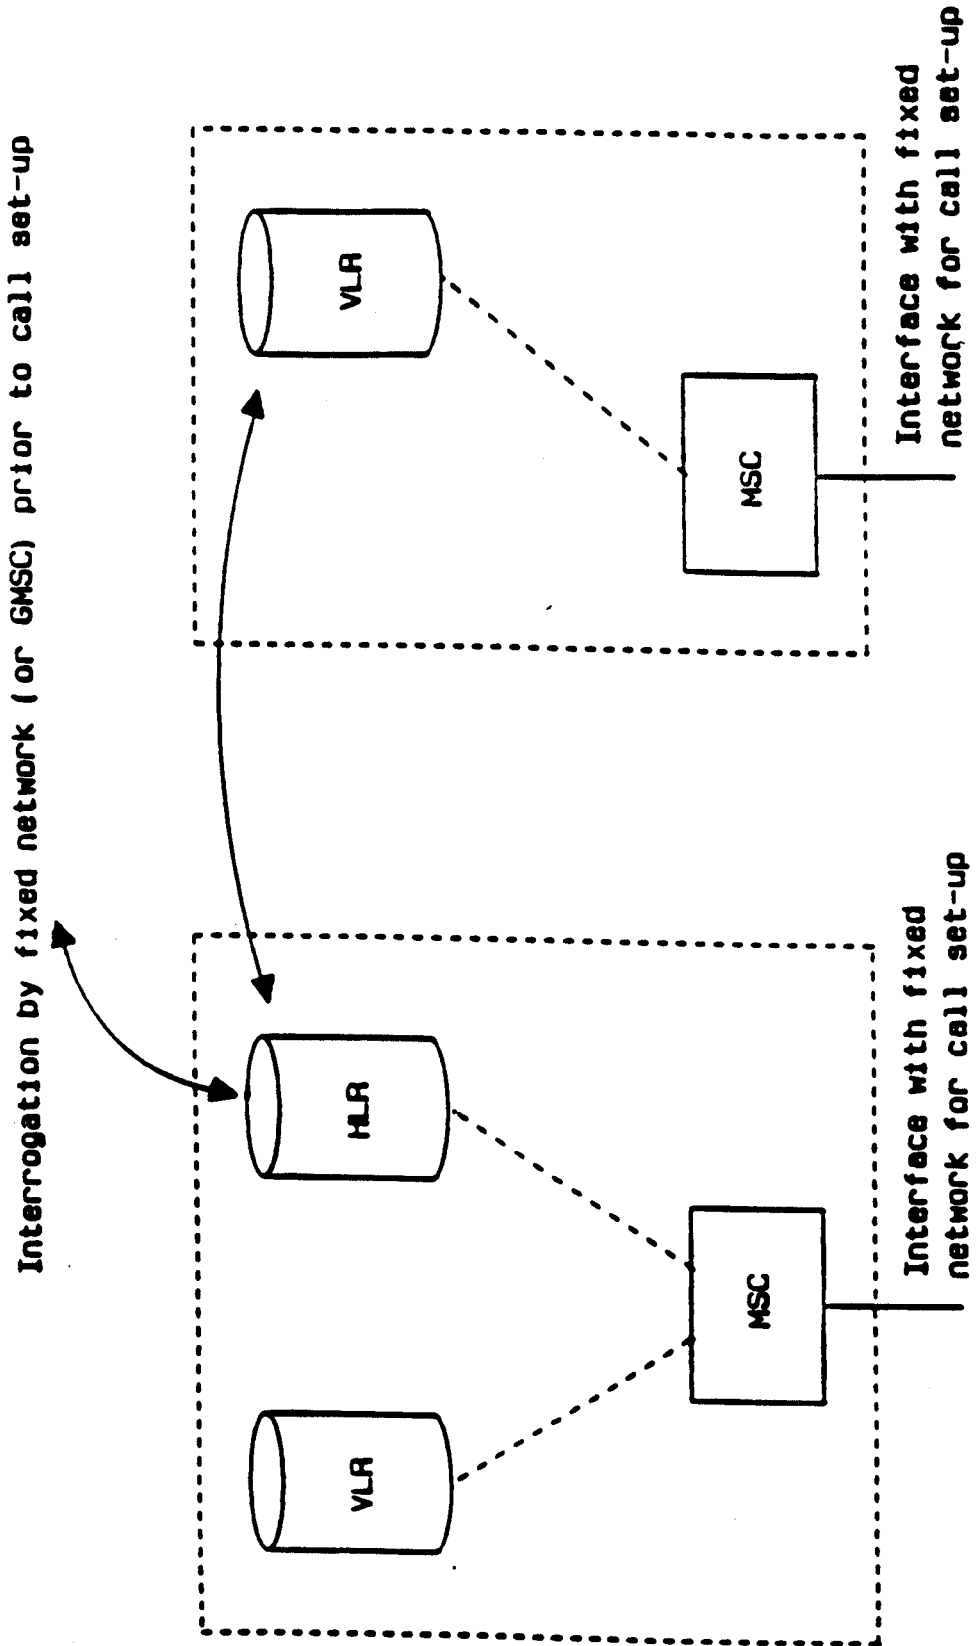 Interrogation by fixed network (or GMSC) prior to call set-up
VLR
HLR
VLR
MSC
MSC
Interface with fixed
network for call set-up
Interface with fixed
network for call set-up